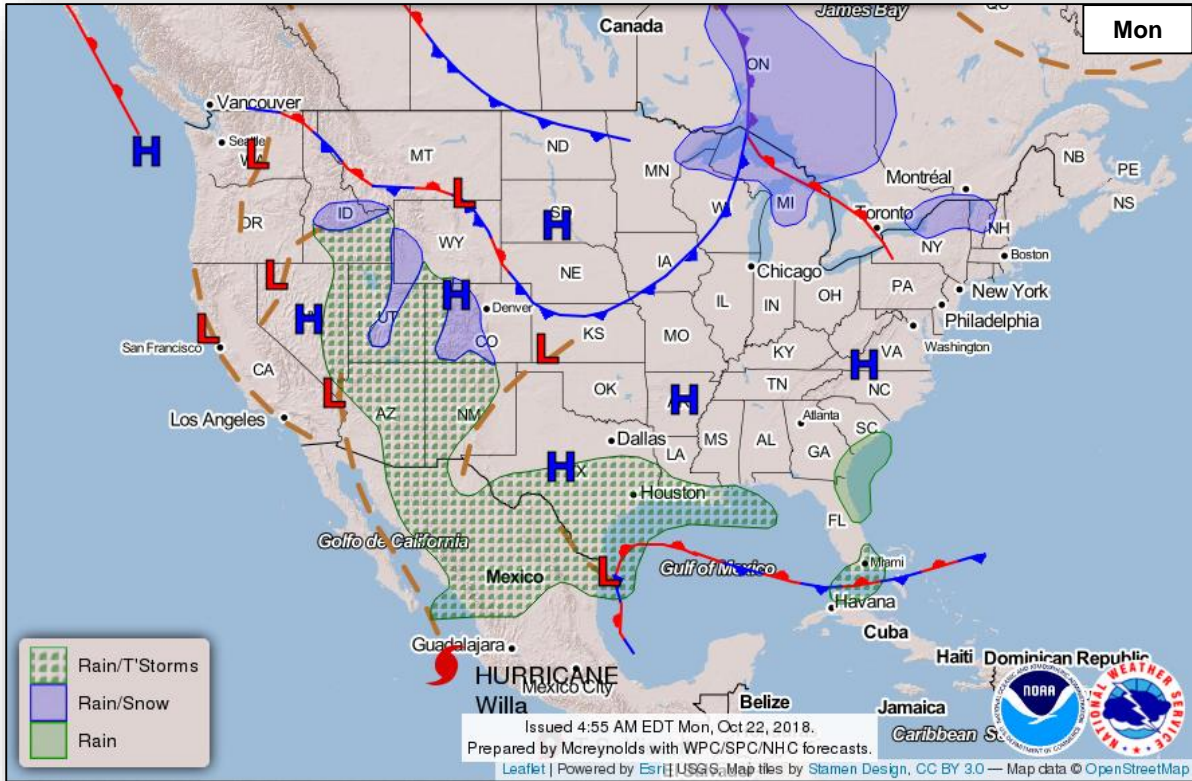 James Bay
QC
Mon
Canada
ON
Vancouver
Seattle
WA
MT
ND
MN
Montréal
NB
PE
NS
OR
ID
WY
SD
WI
MI
Toronto
NY
NH
Boston
NE
IA
Chicago
IL
IN
OH
PA
New York
Philadelphia
San Francisco
UT
Denver
CO
KS
MO
KY
VA
Washington
CA
Los Angeles
AZ
NM
OK
TN
NC
Atlanta
SC
Dallas
LA
MS
AL
GA
TX
Houston
FL
H
L
Golfo de California
Mexico
Gulf of Mexico
Miami
Havana
Cuba
Guadalajara
HURRICANE
Willa
Mexico City
Haiti
Dominican Republic
Belize
Jamaica
Caribbean
Rain/T'Storms
Rain/Snow
Rain
Issued 4:55 AM EDT Mon, Oct 22, 2018.
Prepared by Mcreynolds with WPC/SPC/NHC forecasts.
Leaflet | Powered by Esri | USGS, Map tiles by Stamen Design, CC BY 3.0 — Map data © OpenStreetMap
NOAA
NATIONAL WEATHER SERVICE